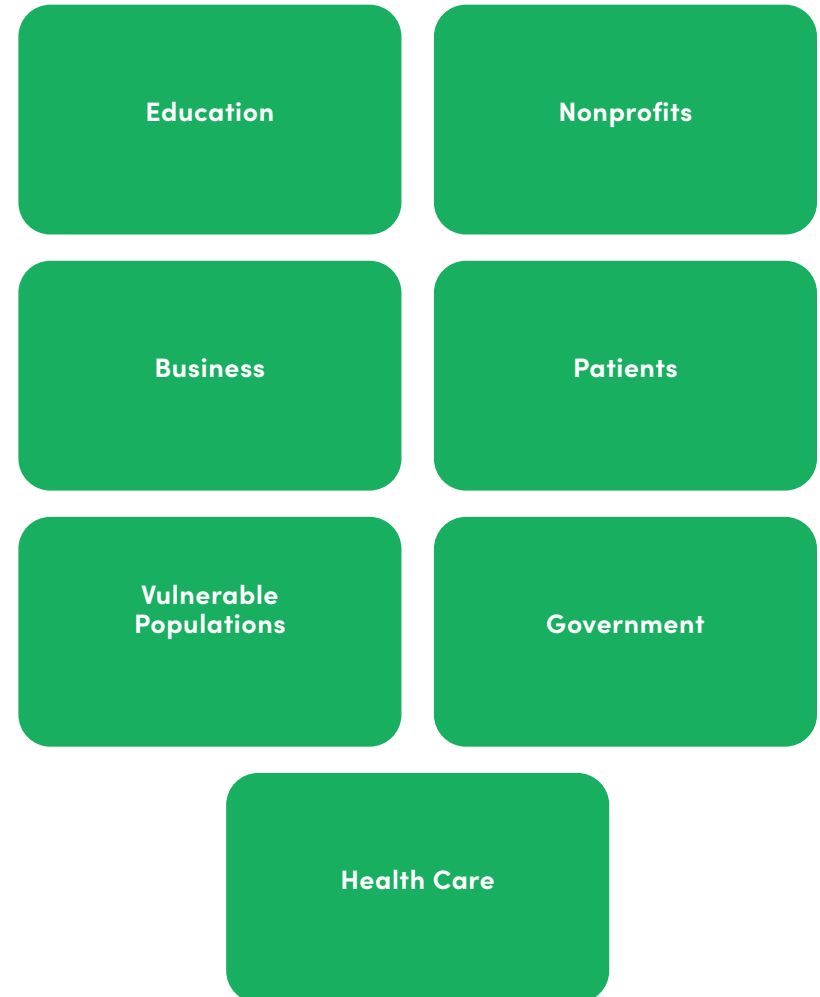 Education
Nonprofits
Business
Patients
Vulnerable
Populations
Government
Health Care